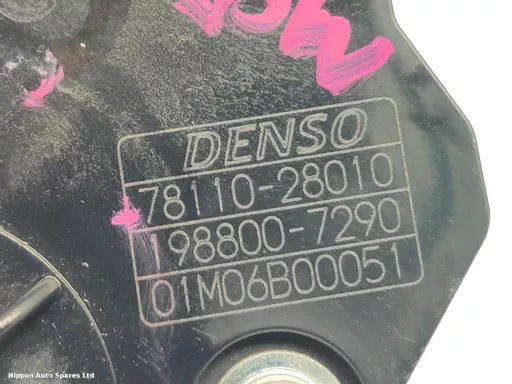 DENSO
78110-28010
198800-7290
01M06B00051
Nippon Auto Spares Ltd